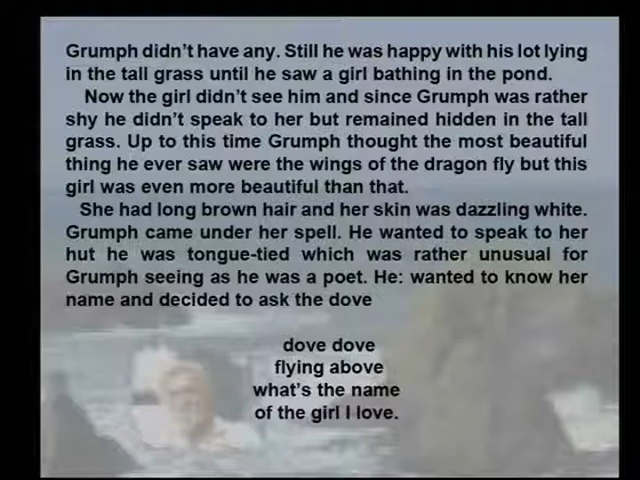 Grumph didn't have any. Still he was happy with his lot lying
in the tall grass until he saw a girl bathing in the pond.
Now the girl didn't see him and since Grumph was rather
shy he didn't speak to her but remained hidden in the tall
grass. Up to this time Grumph thought the most beautiful
thing he ever saw were the wings of the dragon fly but this
girl was even more beautiful than that.
She had long brown hair and her skin was dazzling white.
Grumph came under her spell. He wanted to speak to her
hut he was tongue-tied which was rather unusual for
Grumph seeing as he was a poet. He: wanted to know her
name and decided to ask the dove
dove dove
flying above
what's the name
of the girl I love.